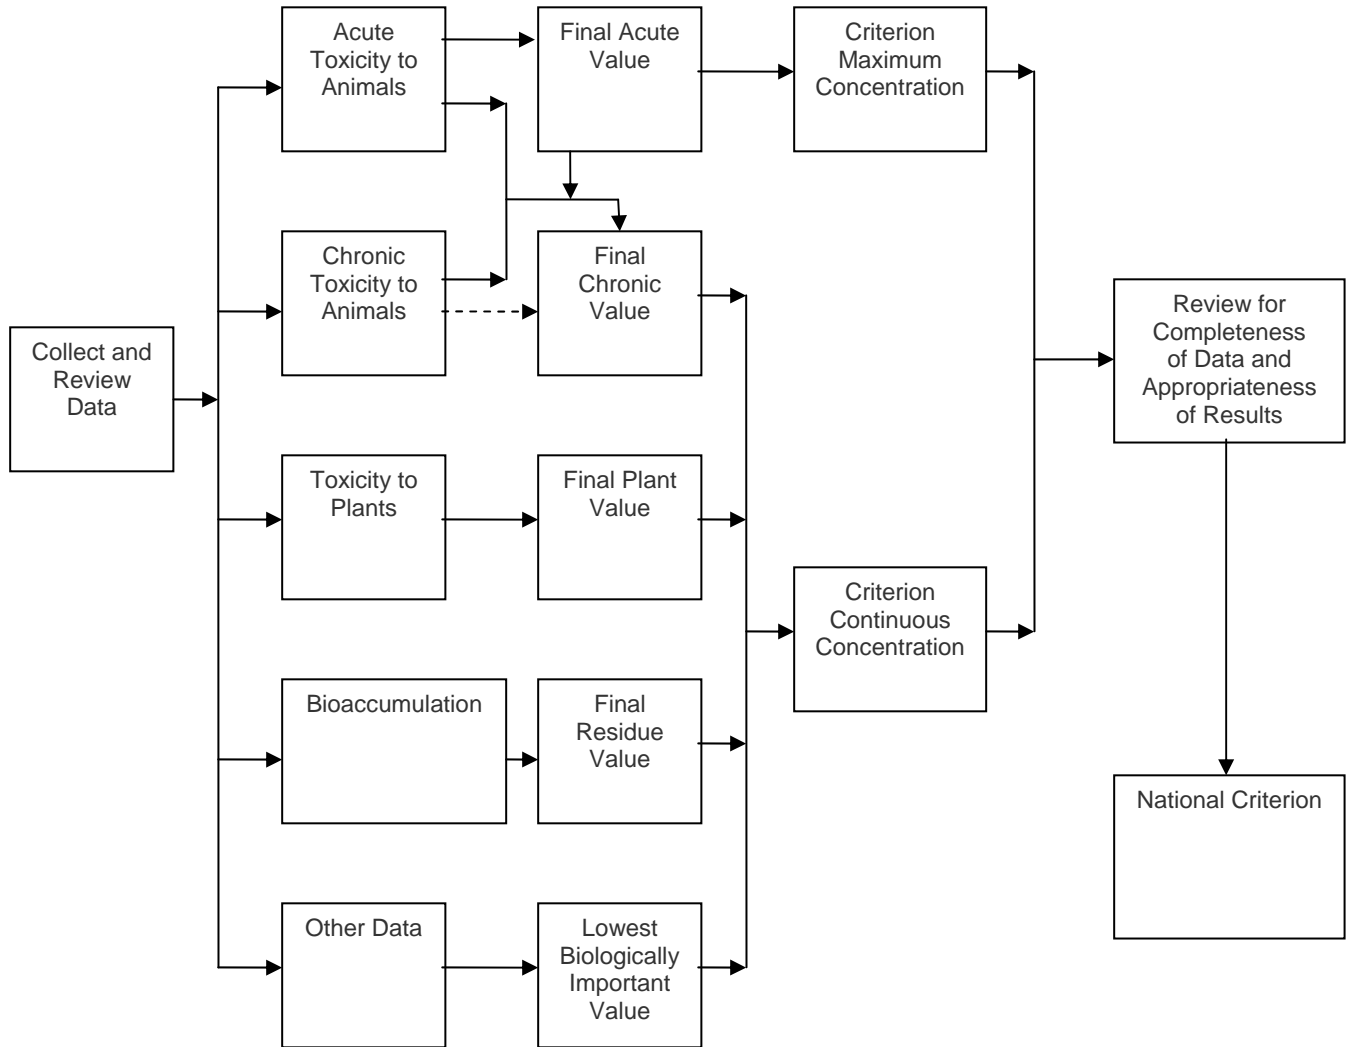 Acute
Toxicity to
Animals
Final Acute
Value
Criterion
Maximum
Concentration
Chronic
Toxicity to
Animals
Final
Chronic
Value
Collect and
Review
Data
Review for
Completeness
of Data and
Appropriateness
of Results
Toxicity to
Plants
Final Plant
Value
Criterion
Continuous
Concentration
Bioaccumulation
Final
Residue
Value
National Criterion
Other Data
Lowest
Biologically
Important
Value